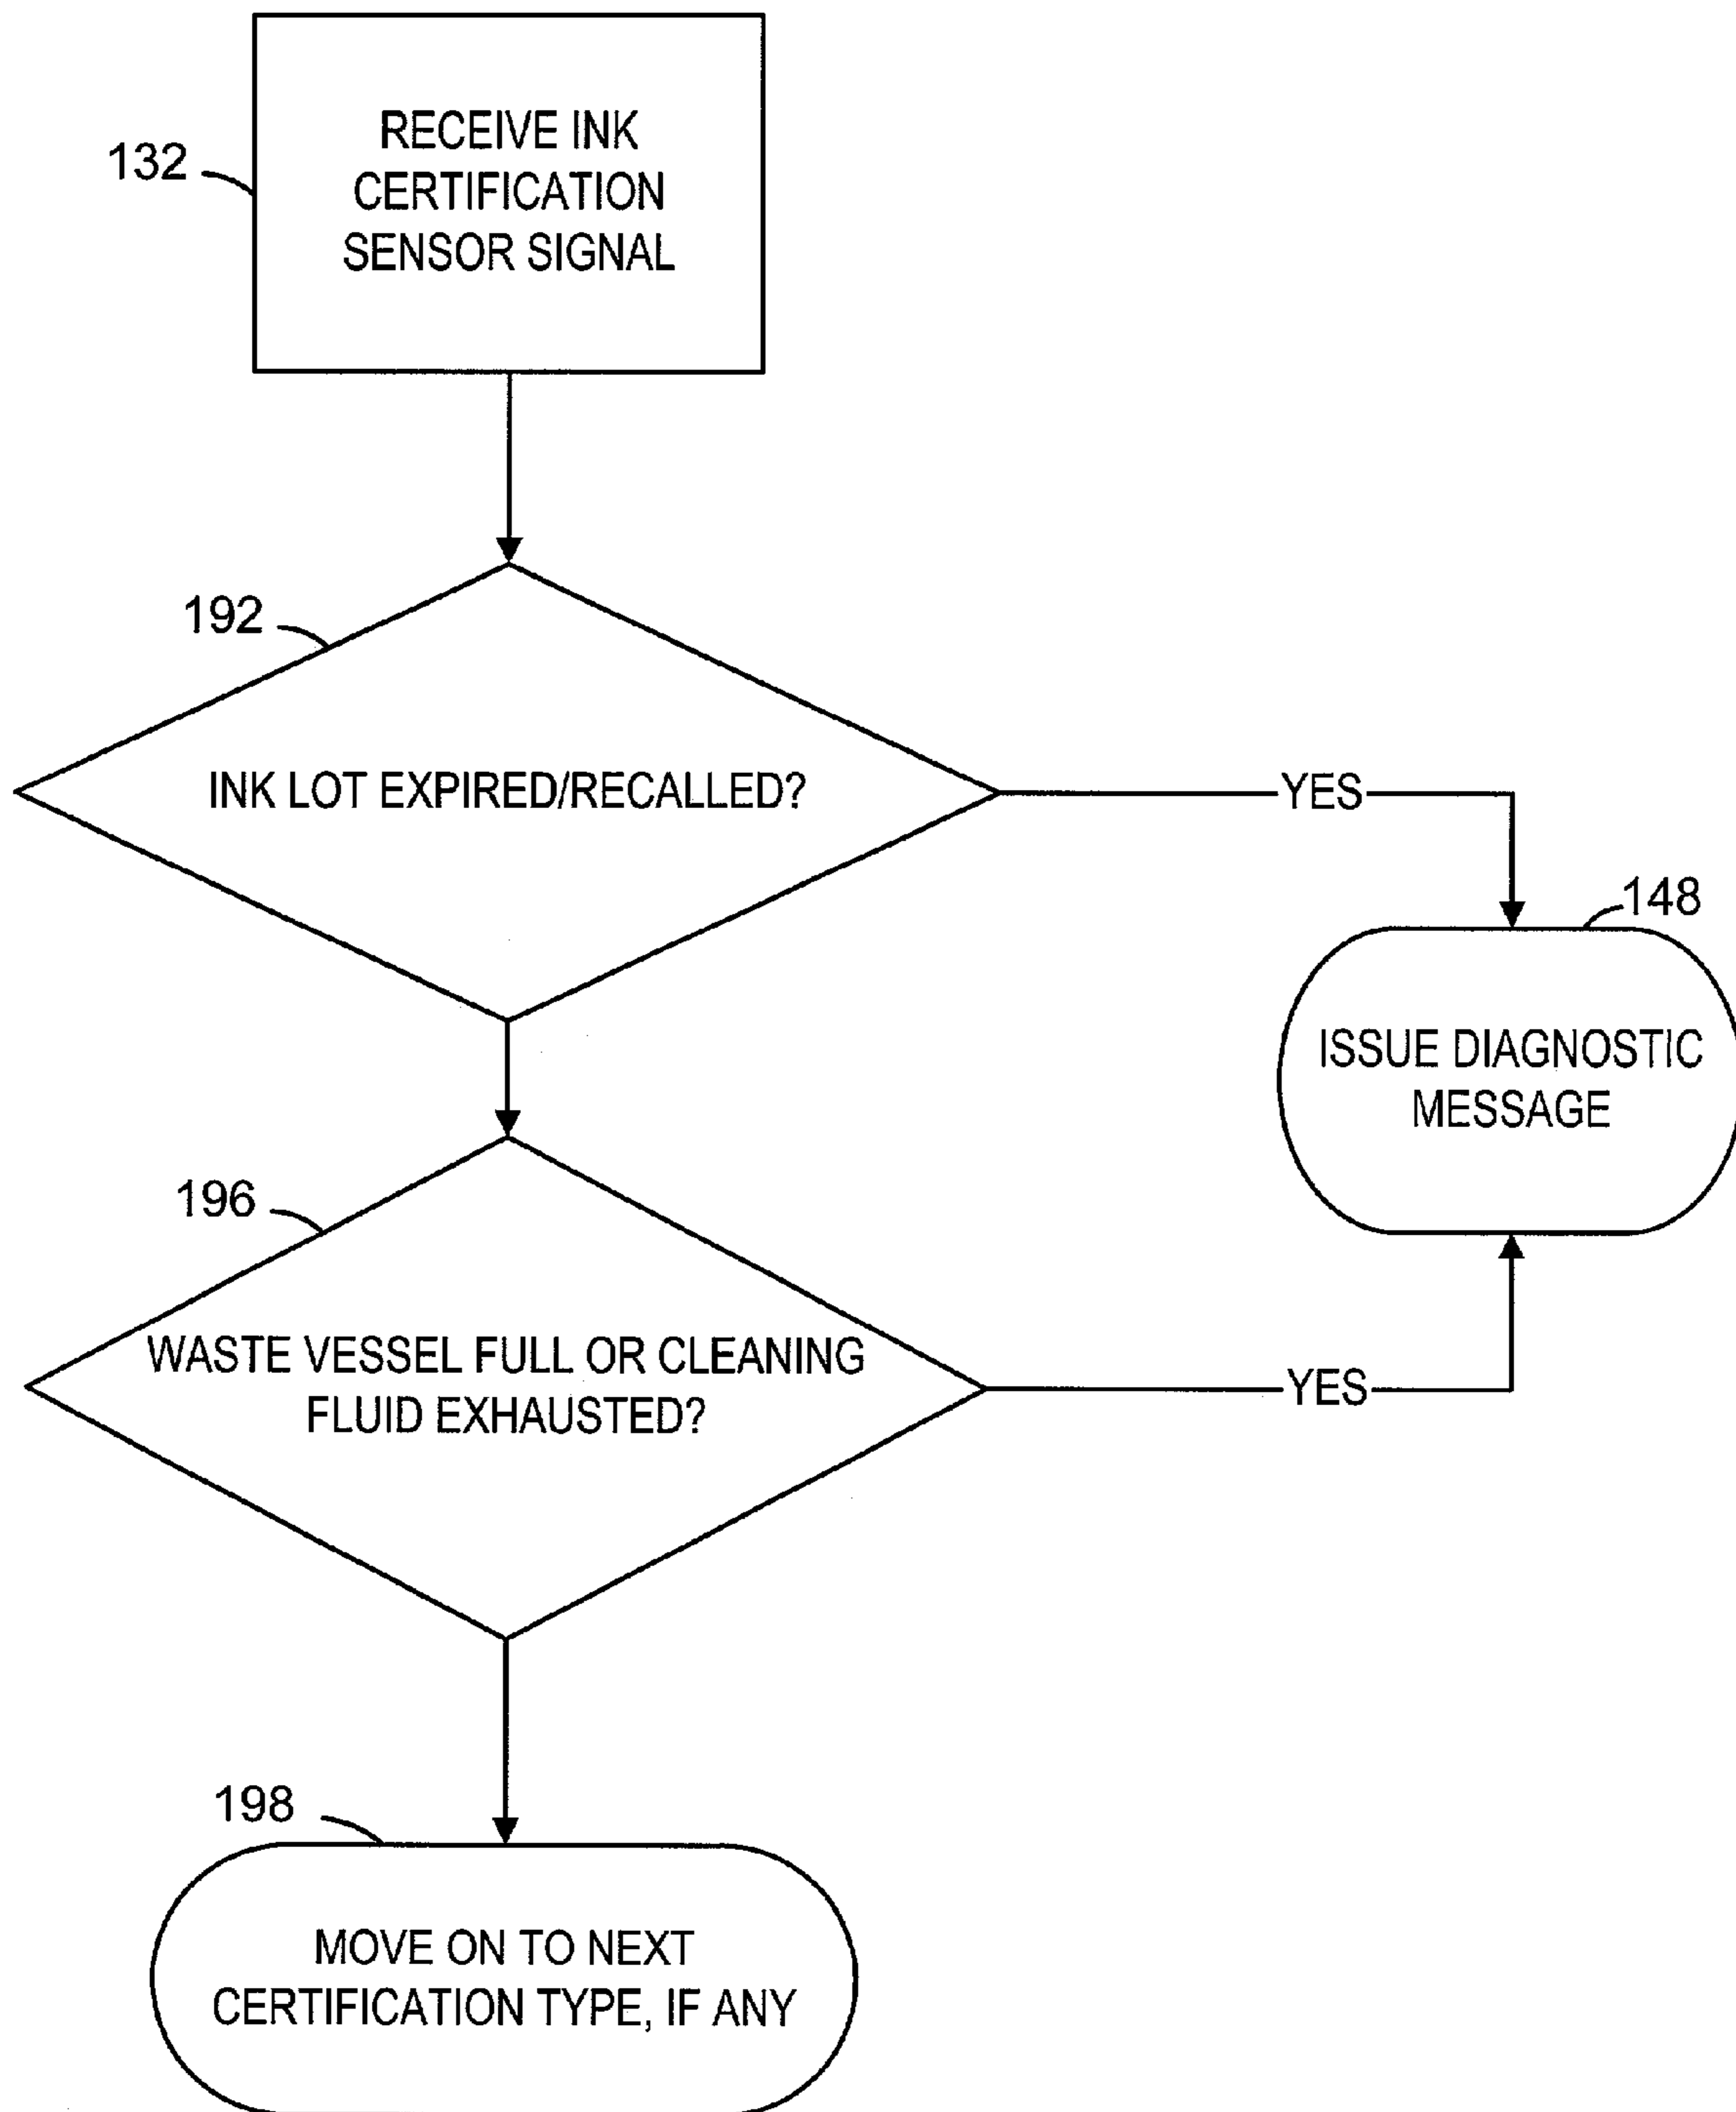 132
RECEIVE INK
CERTIFICATION
SENSOR SIGNAL
192
INK LOT EXPIRED/RECALLED?
YES
148
ISSUE DIAGNOSTIC
MESSAGE
196
WASTE VESSEL FULL OR CLEANING
FLUID EXHAUSTED?
YES
198
MOVE ON TO NEXT
CERTIFICATION TYPE, IF ANY